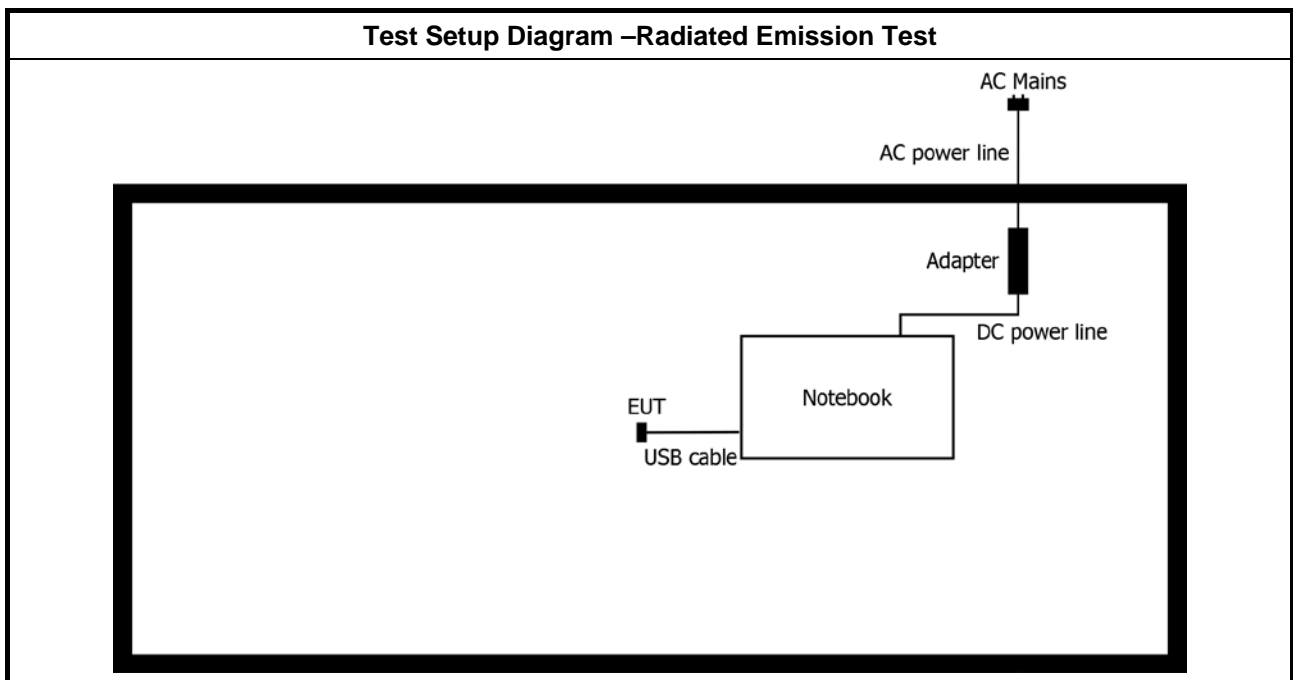 Test Setup Diagram –Radiated Emission Test
AC Mains
AC power line
Adapter
DC power line
Notebook
EUT
USB cable